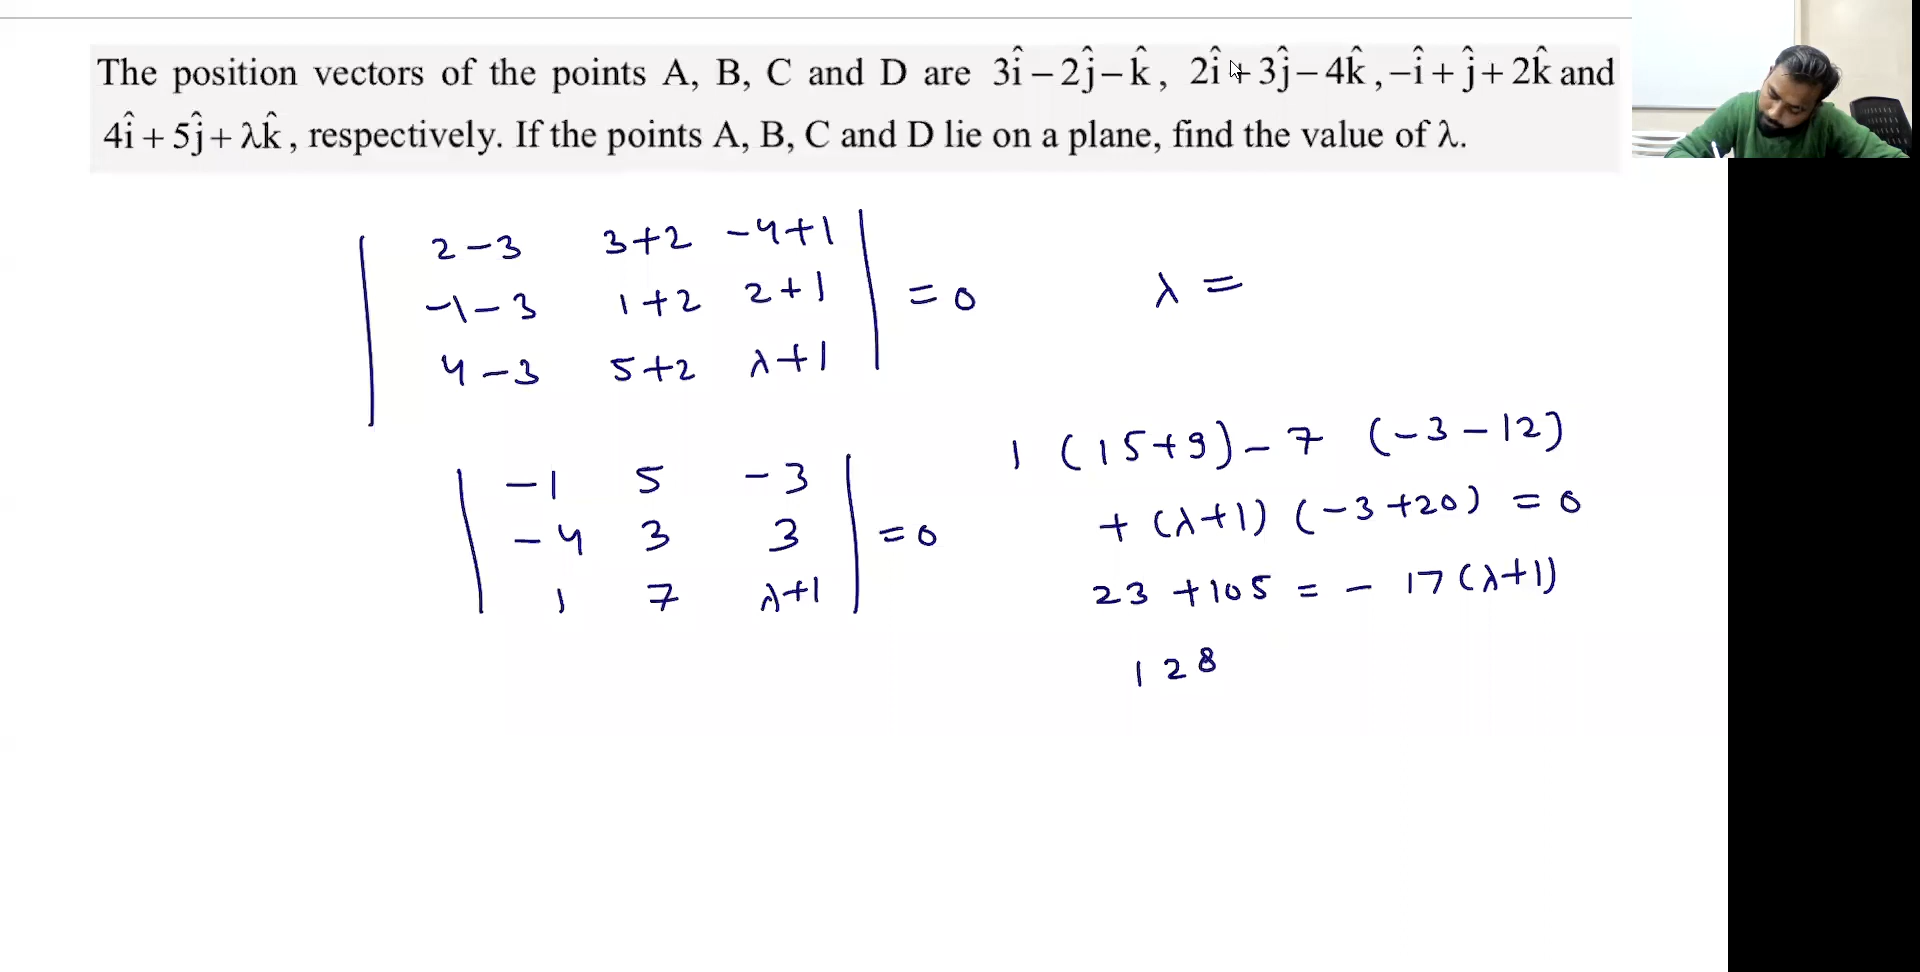 The position vectors of the points A, B, C and D are 3î − 2ĵ − k̂, 2î + 3ĵ − 4k̂, −î + ĵ + 2k̂ and
4î + 5ĵ + λk̂, respectively. If the points A, B, C and D lie on a plane, find the value of λ.
| 2−3 3+2 −4+1 |
| −1−3 1+2 2+1 | = 0
| 4−3 5+2 λ+1 |
λ =
| −1 5 −3 |
| −4 3 3 | = 0
| 1 7 λ+1 |
1 (15+9) − 7 (−3−12)
+ (λ+1) (−3+20) = 0
23 + 105 = − 17(λ+1)
128